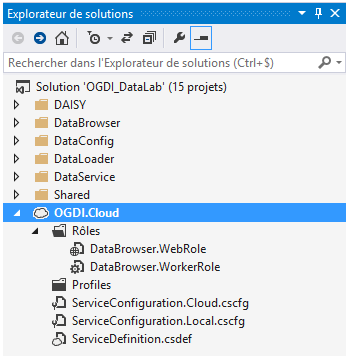 Explorateur de solutions
Rechercher dans l'Explorateur de solutions (Ctrl+$)
Solution 'OGDI_DataLab' (15 projets)
DAISY
DataBrowser
DataConfig
DataLoader
DataService
Shared
OGDI.Cloud
Rôles
DataBrowser.WebRole
DataBrowser.WorkerRole
Profiles
ServiceConfiguration.Cloud.cscfg
ServiceConfiguration.Local.cscfg
ServiceDefinition.csdef